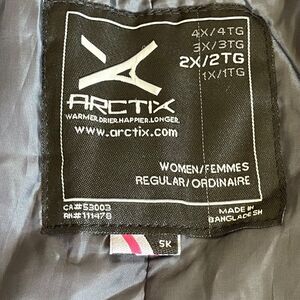 4X/4TG
3X/3TG
2X/2TG
1X/1TG
ARCTIX
WARMER.DRIER.HAPPIER.LONGER.
www.arctix.com
WOMEN/FEMMES
REGULAR/ORDINAIRE
CA#53003
RN#111478
MADE IN
BANGLADESH
SK